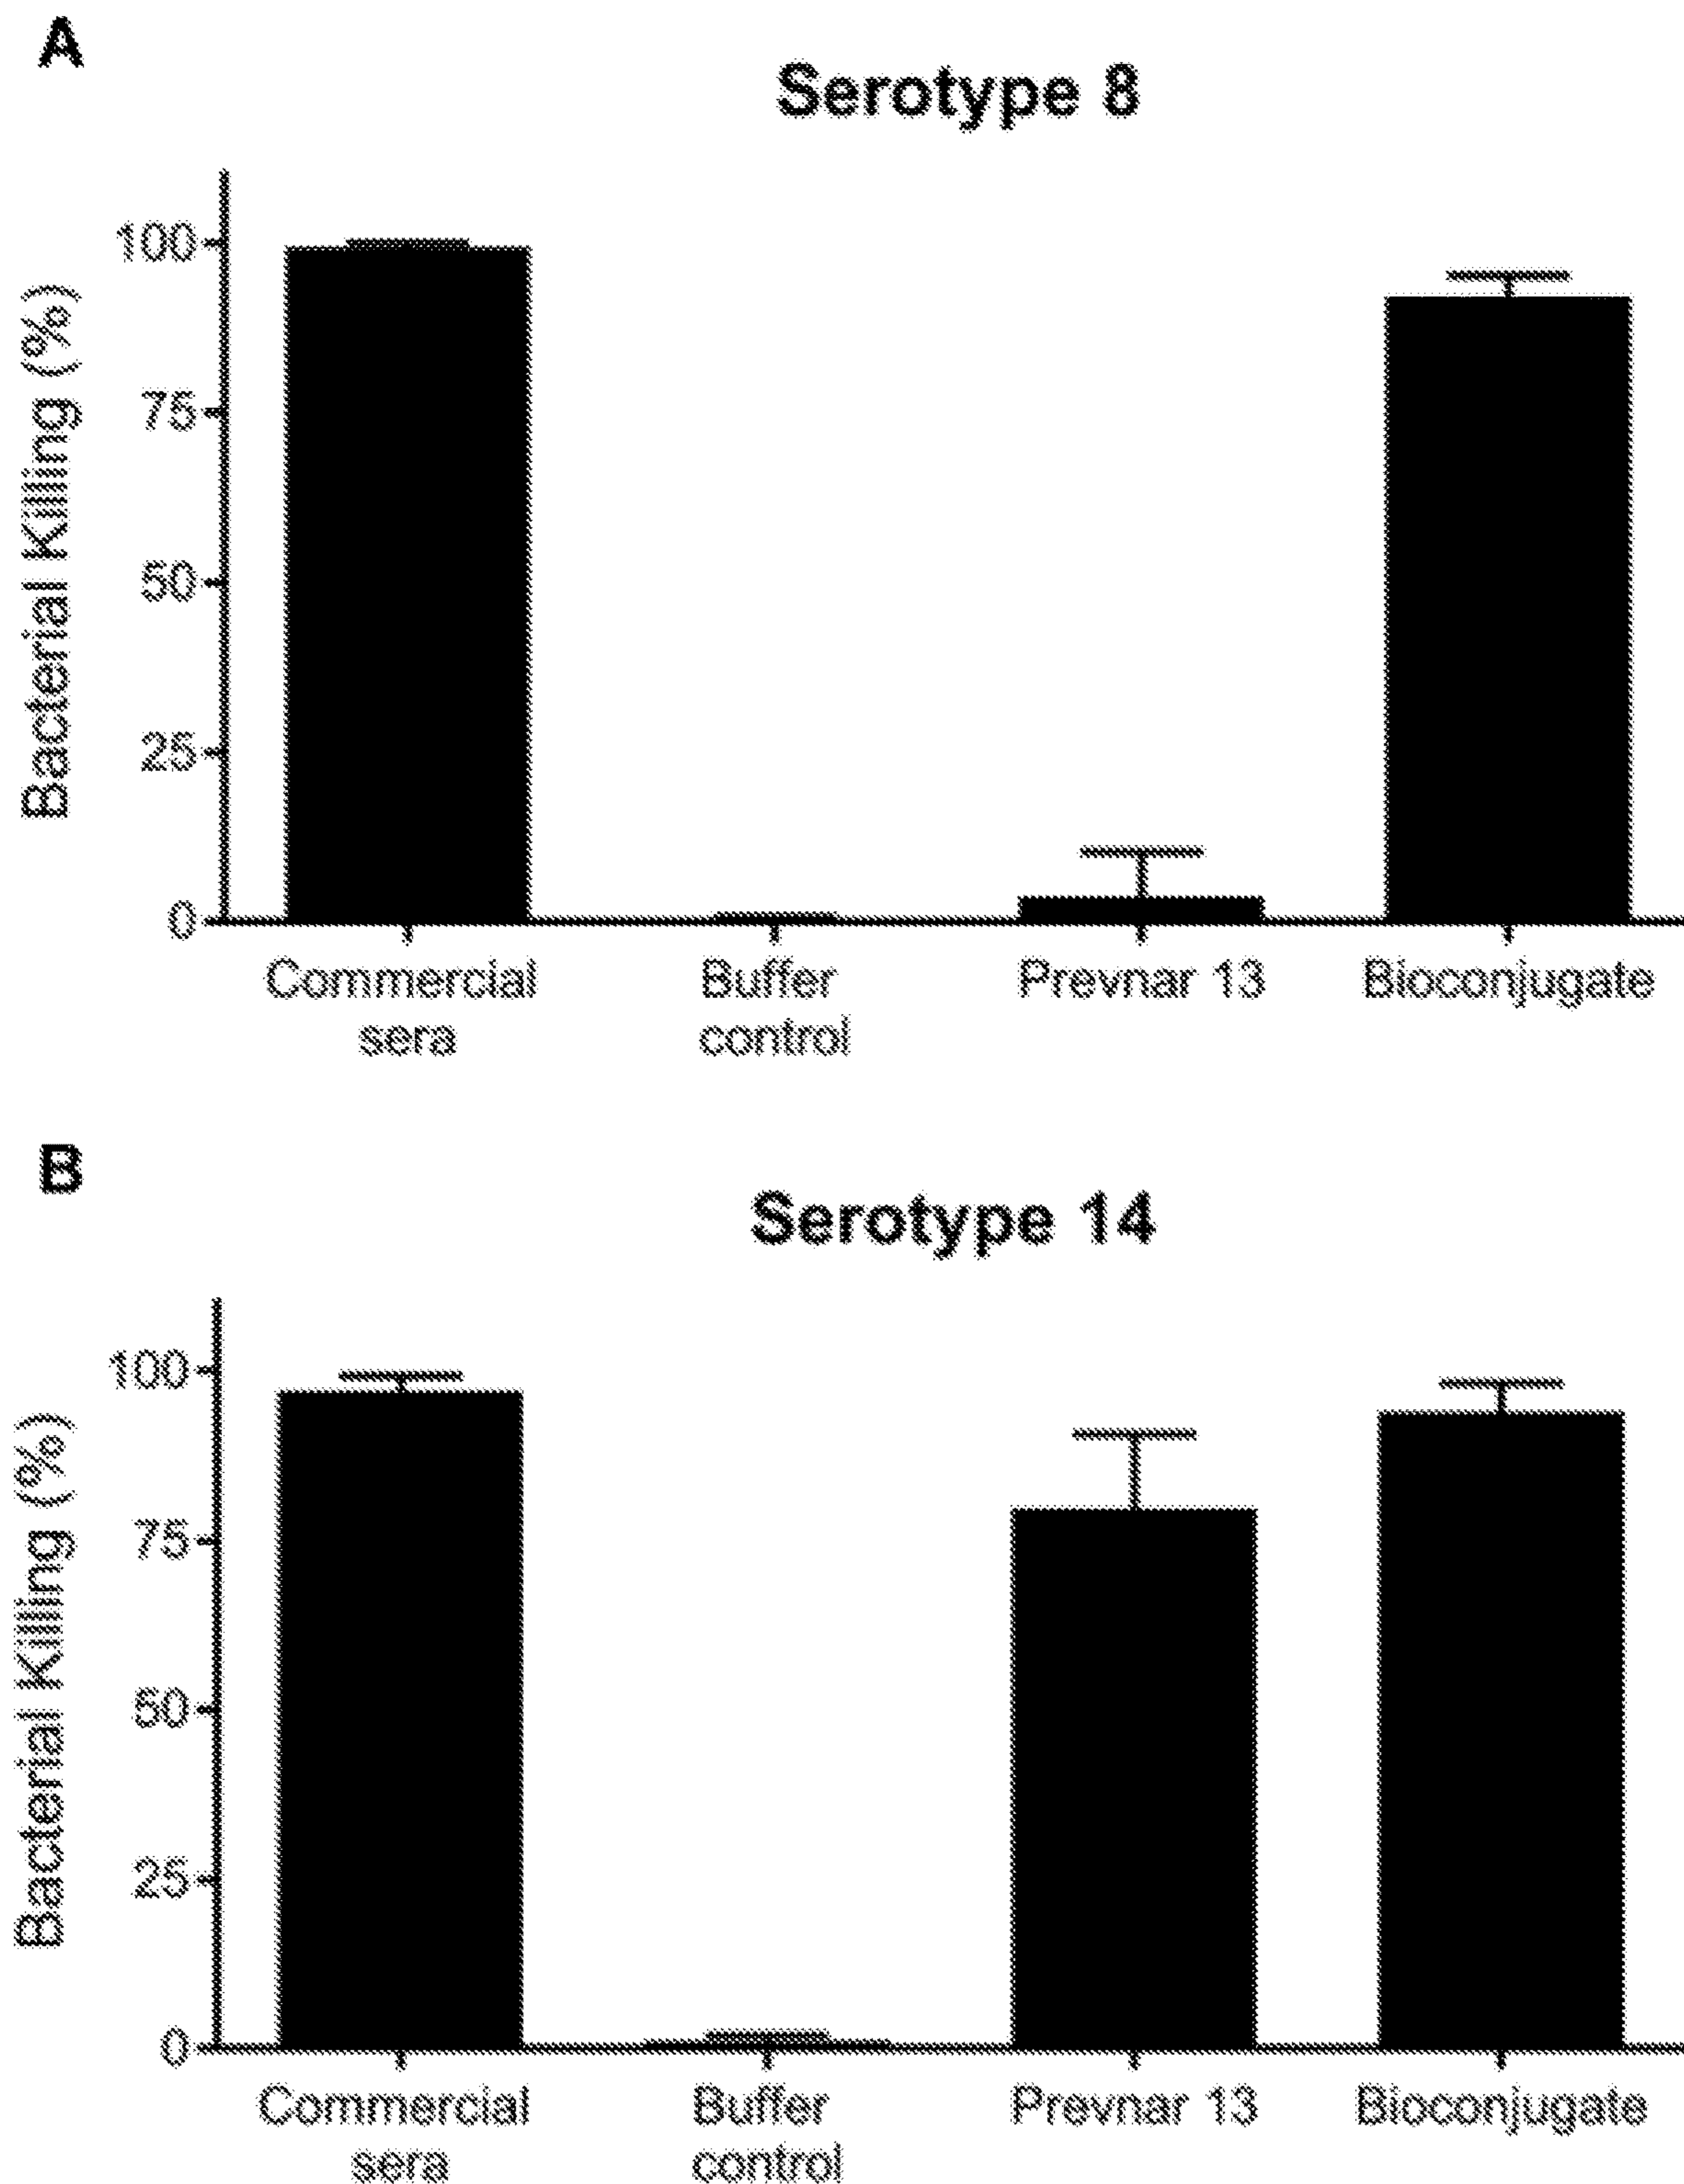 A
Serotype 8
Bacterial Killing (%)
100
75
50
25
0
Commercial sera
Buffer control
Prevnar 13
Bioconjugate
B
Serotype 14
Bacterial Killing (%)
100
75
50
25
0
Commercial sera
Buffer control
Prevnar 13
Bioconjugate